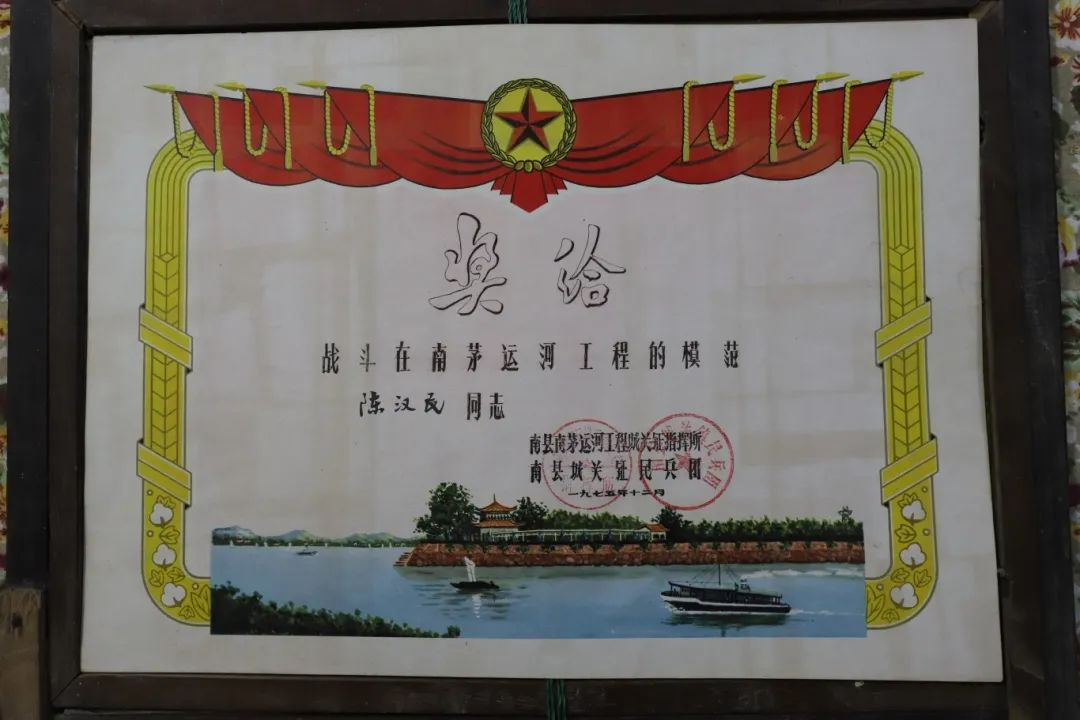 奖给
战斗在南茅运河工程的模范
陈汉民 同志
南县南茅运河工程城关镇指挥所
南县城关镇民兵团
一九七五年十二月